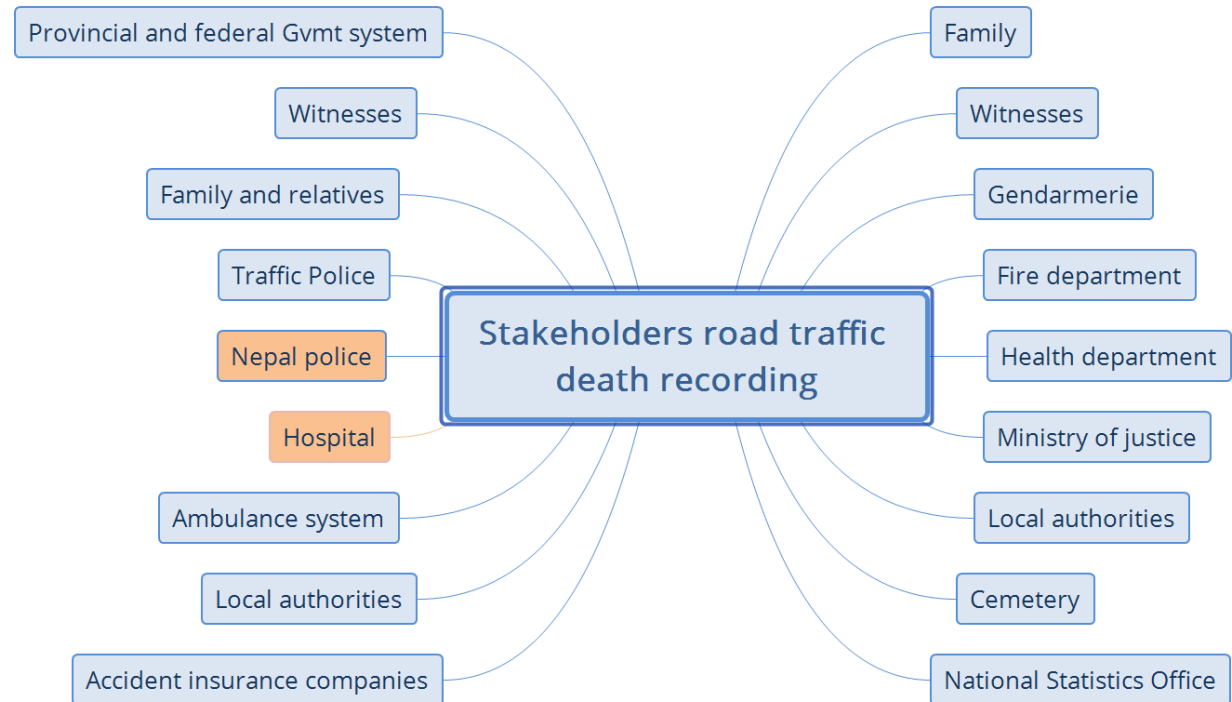 Provincial and federal Gvmt system
Witnesses
Family and relatives
Traffic Police
Nepal police
Hospital
Ambulance system
Local authorities
Accident insurance companies
Stakeholders road traffic
death recording
Family
Witnesses
Gendarmerie
Fire department
Health department
Ministry of justice
Local authorities
Cemetery
National Statistics Office